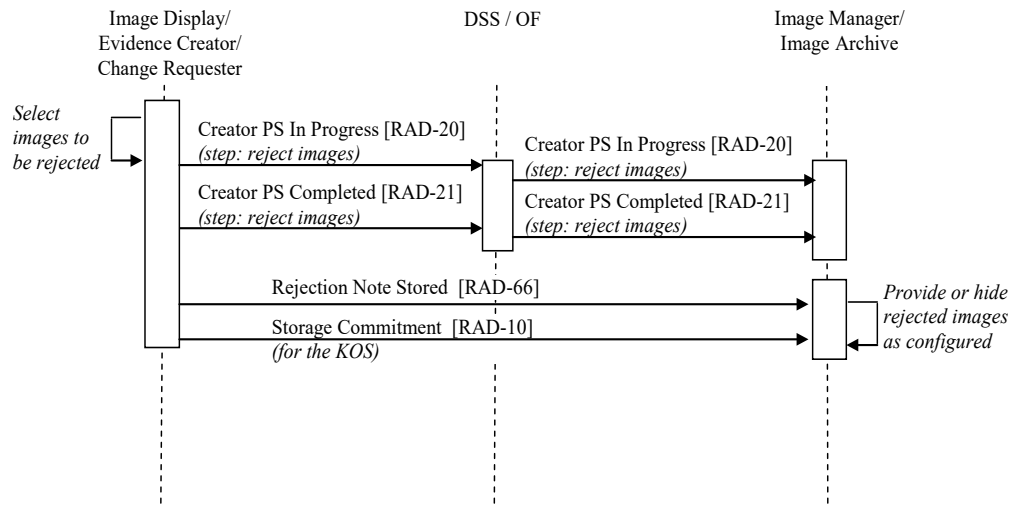 Image Display/
Evidence Creator/
Change Requester
DSS / OF
Image Manager/
Image Archive
Select
images to
be rejected
Creator PS In Progress [RAD-20]
(step: reject images)
Creator PS In Progress [RAD-20]
(step: reject images)
Creator PS Completed [RAD-21]
(step: reject images)
Creator PS Completed [RAD-21]
(step: reject images)
Rejection Note Stored [RAD-66]
Storage Commitment [RAD-10]
(for the KOS)
Provide or hide
rejected images
as configured